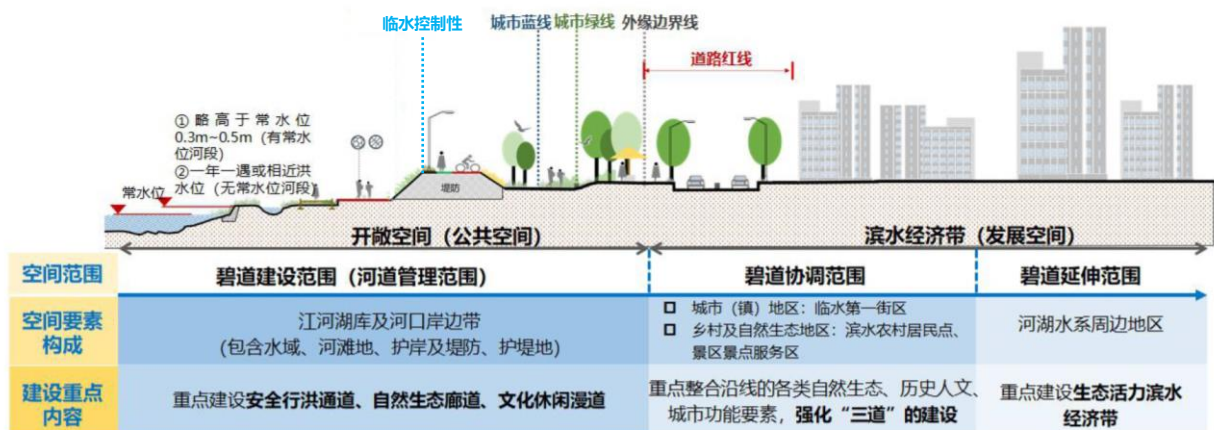 临水控制性
城市蓝线
城市绿线
外缘边界线
道路红线
①略高于常水位
0.3m~0.5m（有常水
位河段）
②一年一遇或相近洪
水位（无常水位河段）
常水位
堤防
开敞空间（公共空间）
滨水经济带（发展空间）
空间范围
碧道建设范围（河道管理范围）
碧道协调范围
碧道延伸范围
空间要素
构成
江河湖库及河口岸边带
(包含水域、河滩地、护岸及堤防、护堤地）
城市（镇）地区：临水第一街区
乡村及自然生态地区：滨水农村居民点、
景区景点服务区
河湖水系周边地区
建设重点
内容
重点建设安全行洪通道、自然生态廊道、文化休闲漫道
重点整合沿线的各类自然生态、历史人文、
城市功能要素，强化“三道”的建设
重点建设生态活力滨水
经济带